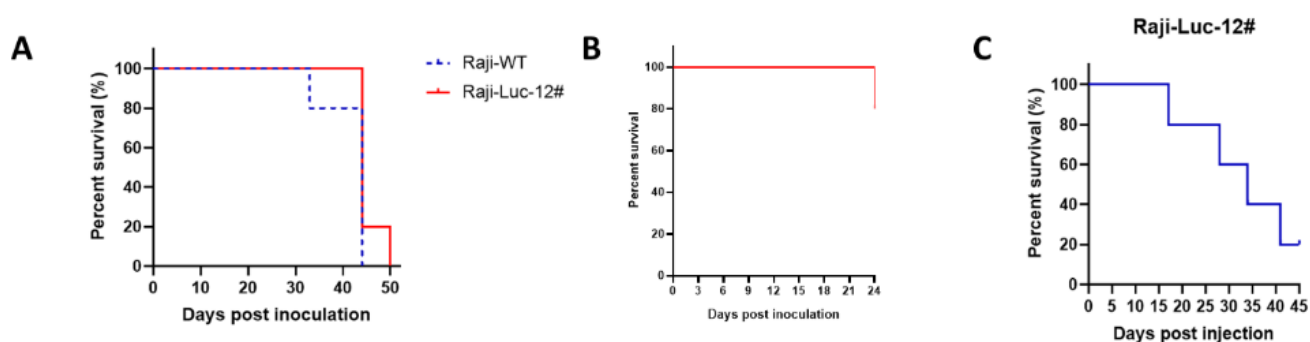 A
Percent survival (%)
100
80
60
40
20
0
0 10 20 30 40 50
Days post inoculation
Raji-WT
Raji-Luc-12#
B
Percent survival
100
80
60
40
20
0
0 3 6 9 12 15 18 21 24
Days post inoculation
C
Raji-Luc-12#
Percent survival (%)
100
80
60
40
20
0
0 5 10 15 20 25 30 35 40 45
Days post injection